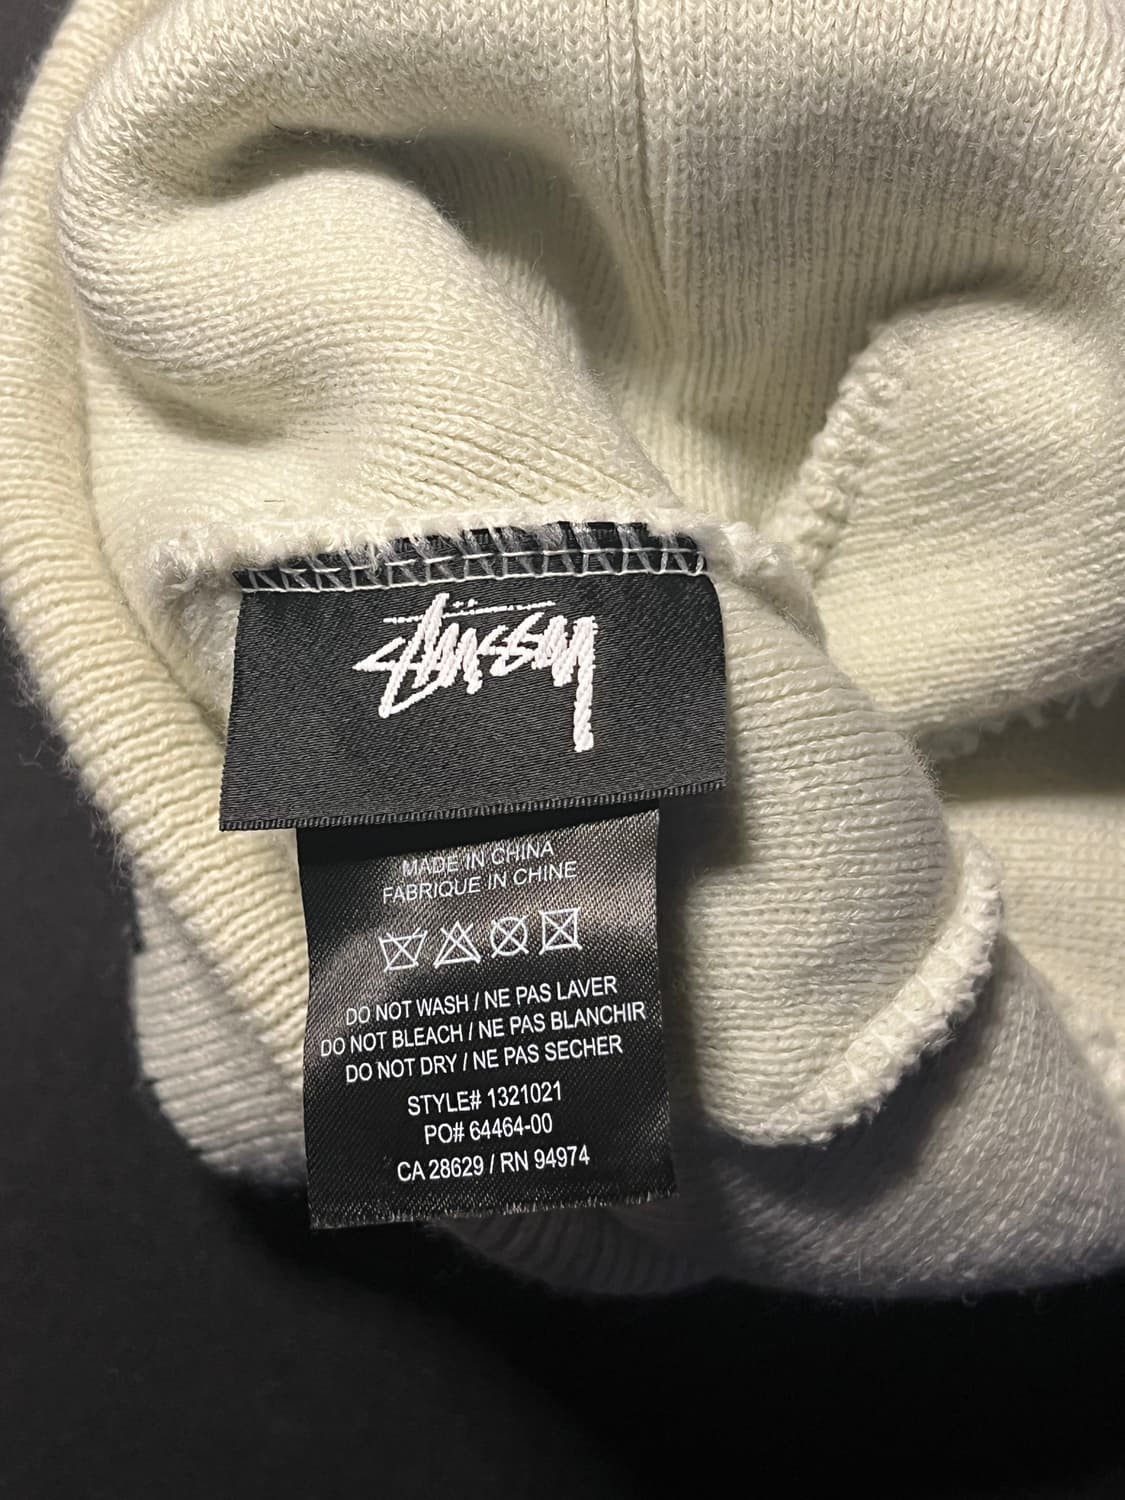 Stüssy
MADE IN CHINA
FABRIQUE IN CHINE
DO NOT WASH / NE PAS LAVER
DO NOT BLEACH / NE PAS BLANCHIR
DO NOT DRY / NE PAS SECHER
STYLE# 1321021
PO# 64464-00
CA 28629 / RN 94974